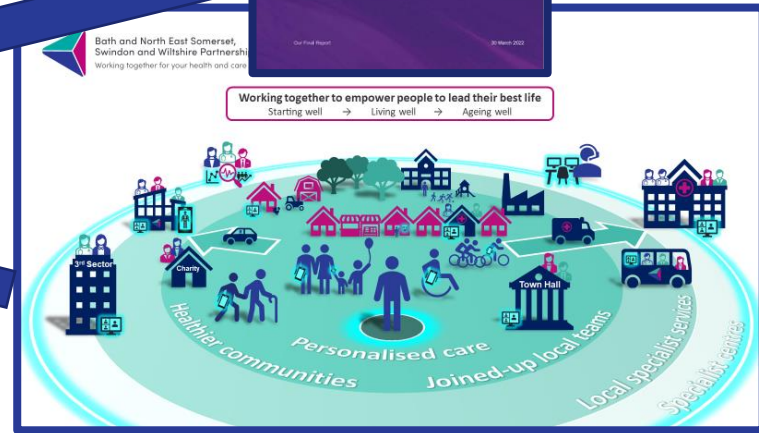 Our Final Report
30 March 2022
Bath and North East Somerset,
Swindon and Wiltshire
Working together for your health and care
Working together to empower people to lead their best life
Starting well → Living well → Ageing well
3rd Sector
Charity
Town Hall
Personalised care
Healthier communities
Joined-up local teams
Local specialist services
Specialist centres